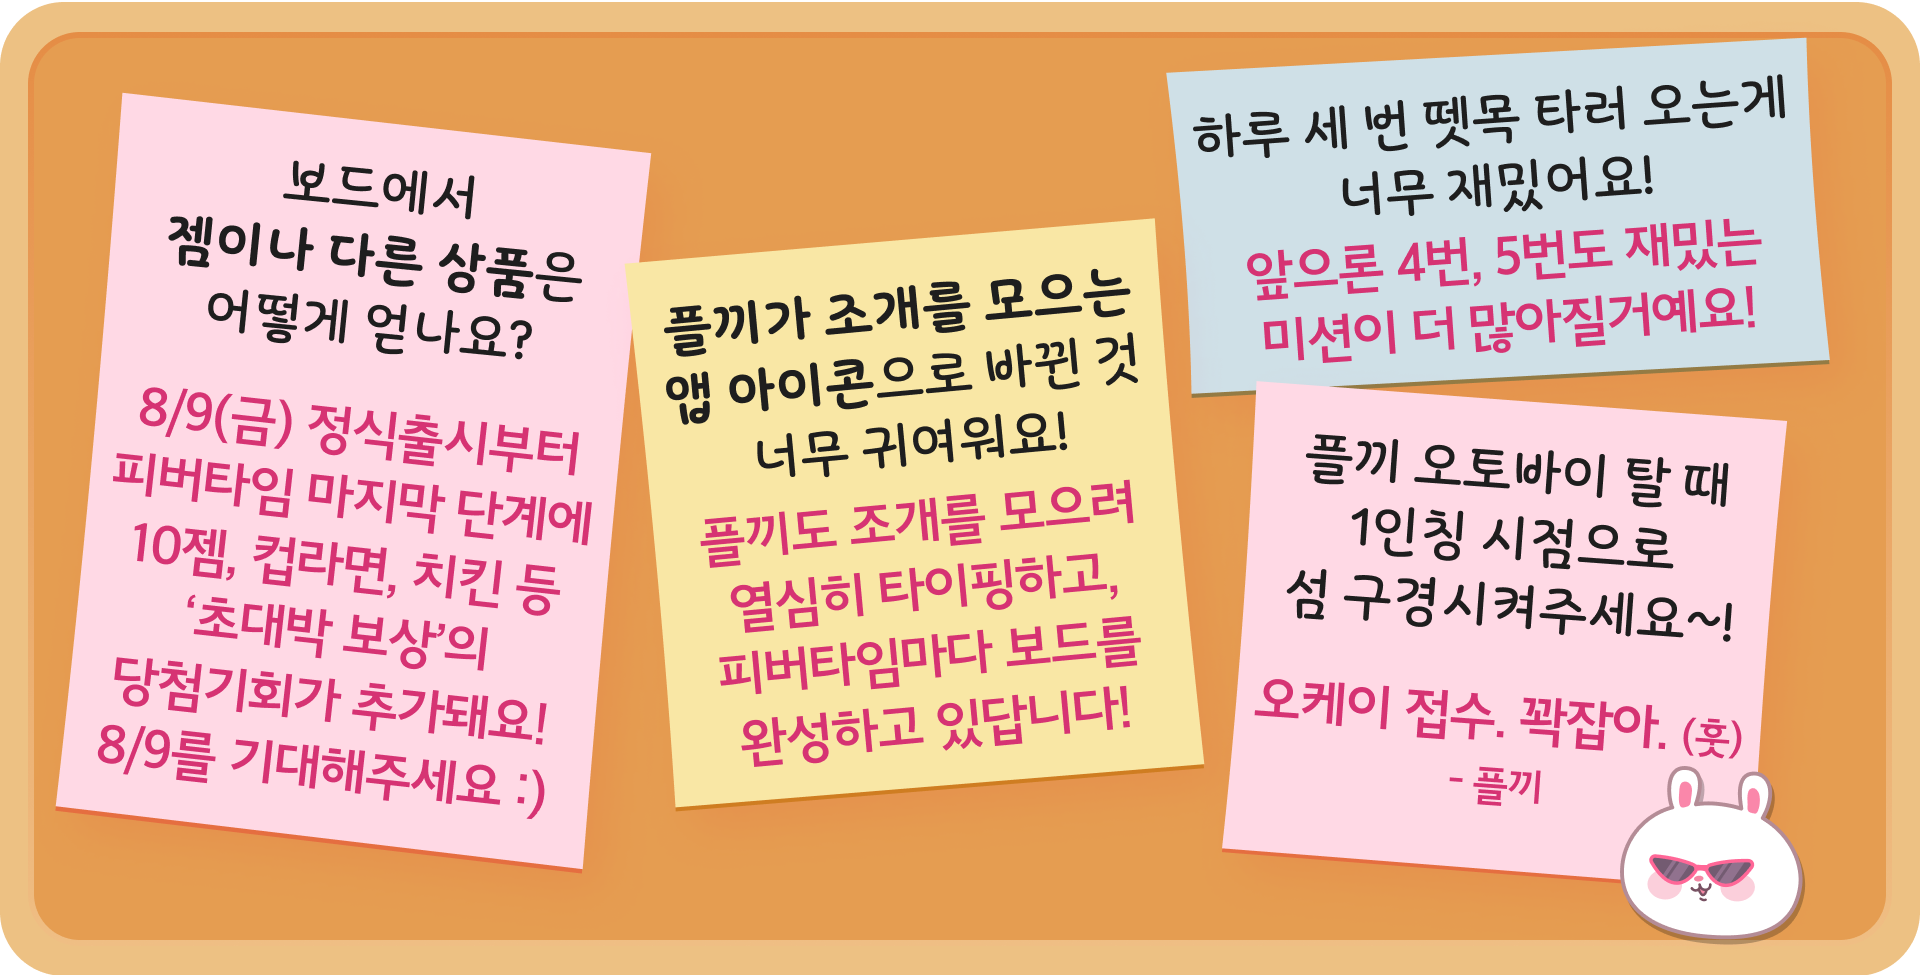 보드에서
젬이나 다른 상품은
어떻게 얻나요?
8/9(금) 정식출시부터
피버타임 마지막 단계에
10젬, 컵라면, 치킨 등
‘초대박 보상’의
당첨기회가 추가돼요!
8/9를 기대해주세요 :)
플끼가 조개를 모으는
앱 아이콘으로 바뀐 것
너무 귀여워요!
플끼도 조개를 모으려
열심히 타이핑하고,
피버타임마다 보드를
완성하고 있답니다!
하루 세 번 뗏목 타러 오는게
너무 재밌어요!
앞으론 4번, 5번도 재밌는
미션이 더 많아질거예요!
플끼 오토바이 탈 때
1인칭 시점으로
섬 구경시켜주세요~!
오케이 접수. 꽉잡아. (훗)
- 플끼